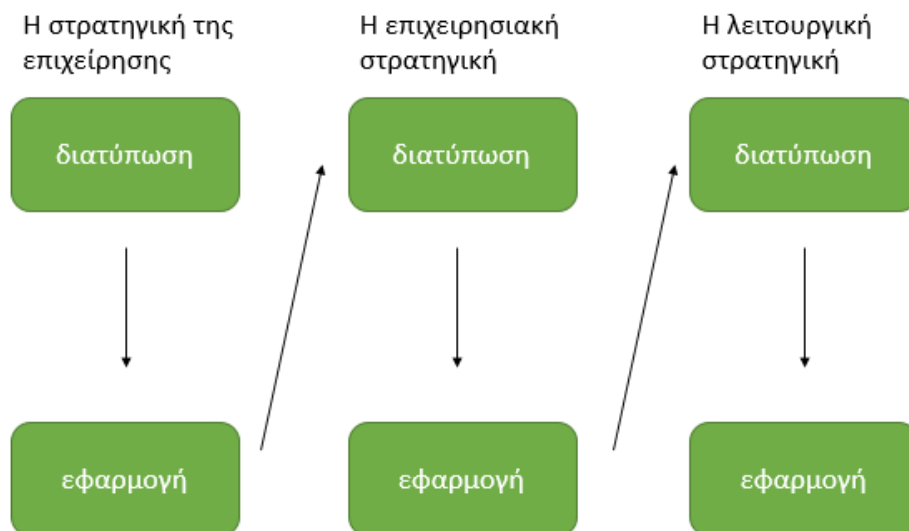 Η στρατηγική της
επιχείρησης
Η επιχειρησιακή
στρατηγική
Η λειτουργική
στρατηγική
διατύπωση
διατύπωση
διατύπωση
εφαρμογή
εφαρμογή
εφαρμογή